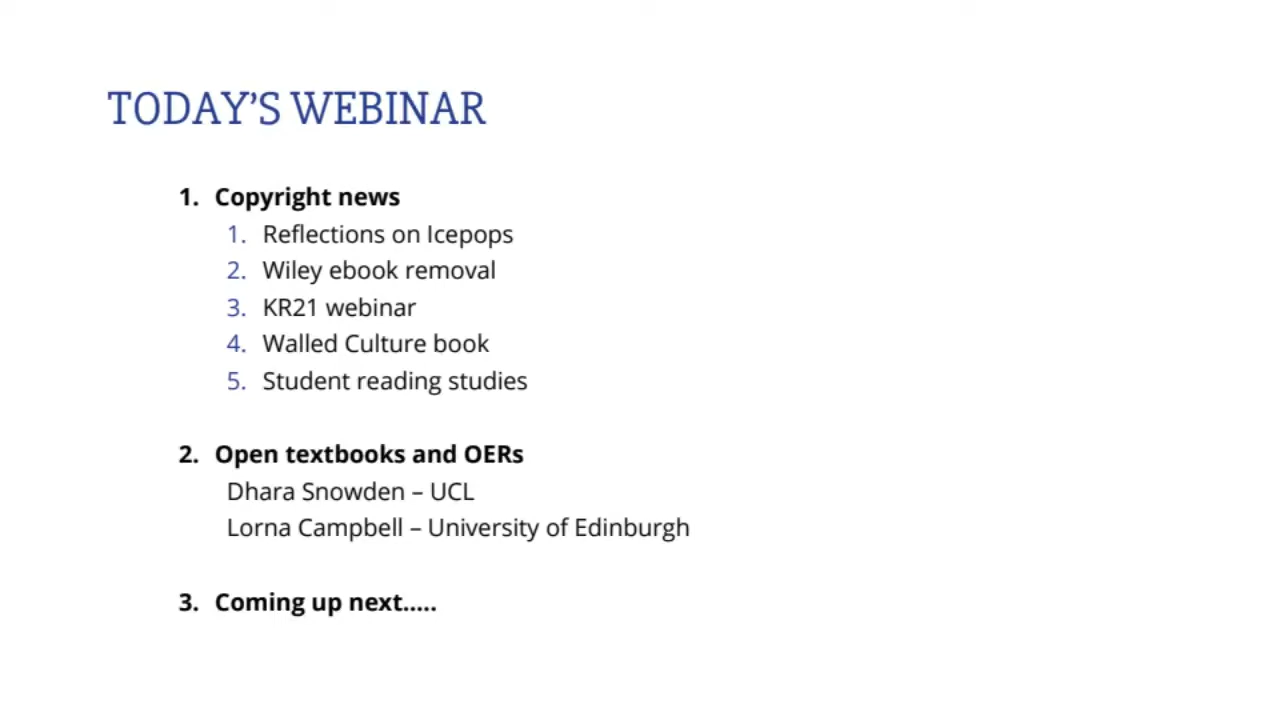 TODAY’S WEBINAR
1. Copyright news
1. Reflections on Icepops
2. Wiley ebook removal
3. KR21 webinar
4. Walled Culture book
5. Student reading studies
2. Open textbooks and OERs
Dhara Snowden – UCL
Lorna Campbell – University of Edinburgh
3. Coming up next.....